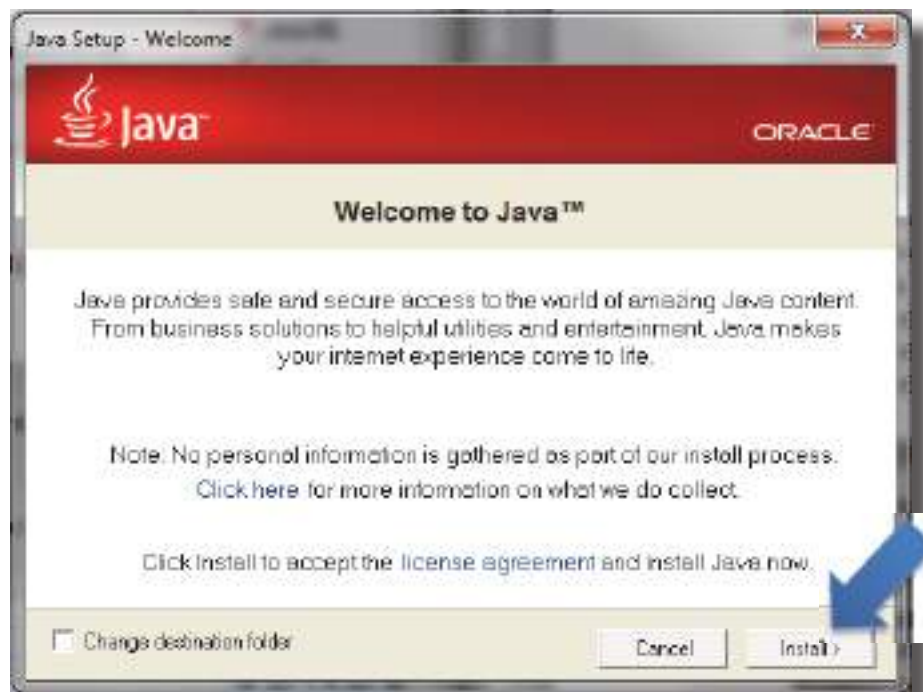 Java Setup - Welcome
Java™
ORACLE
Welcome to Java™
Java provides safe and secure access to the world of amazing Java content.
From business solutions to helpful utilities and entertainment, Java makes
your internet experience come to life.
Note: No personal information is gathered as part of our install process.
Click here for more information on what we do collect.
Click Install to accept the license agreement and install Java now.
Change destination folder
Cancel
Install >